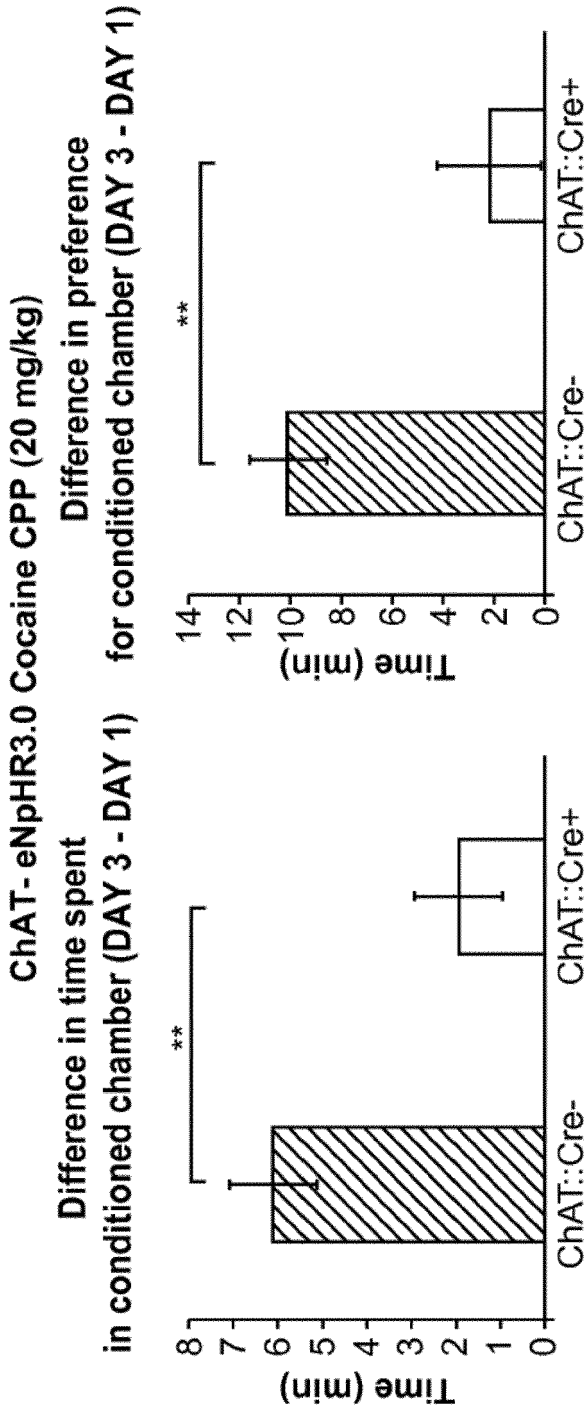 ChAT- eNpHR3.0 Cocaine CPP (20 mg/kg)
Difference in time spent
in conditioned chamber (DAY 3 - DAY 1)
**
Time (min)
8
7
6
5
4
3
2
1
0
ChAT::Cre-
ChAT::Cre+
Difference in preference
for conditioned chamber (DAY 3 - DAY 1)
**
Time (min)
14
12
10
8
6
4
2
0
ChAT::Cre-
ChAT::Cre+